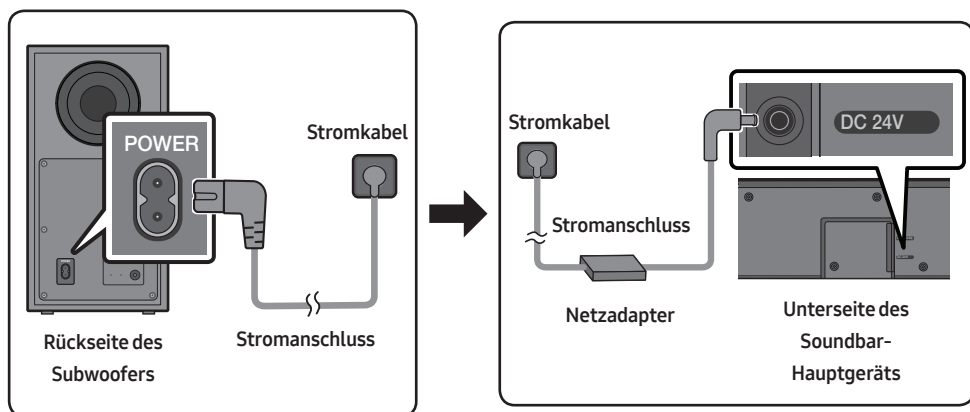 POWER
Stromkabel
Rückseite des
Subwoofers
Stromanschluss
Stromkabel
DC 24V
Stromanschluss
Netzadapter
Unterseite des
Soundbar-
Hauptgeräts